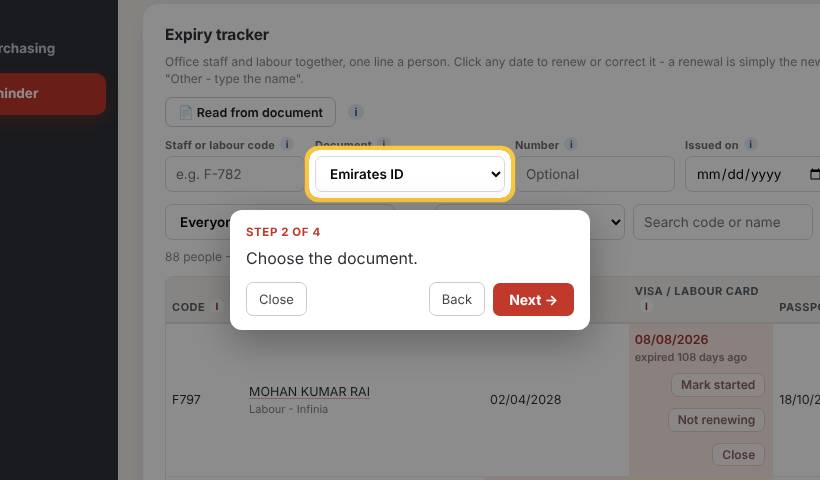 rchasing
inder
Expiry tracker
Office staff and labour together, one line a person. Click any date to renew or correct it - a renewal is simply the new
"Other - type the name".
📄 Read from document i
Staff or labour code i Document i Number i Issued on i
e.g. F-782 Emirates ID Optional mm/dd/yyyy
Everyon Search code or name
STEP 2 OF 4
88 people -
Choose the document.
Close Back Next →
CODE i VISA / LABOUR CARD i PASSPO
F797 MOHAN KUMAR RAI 02/04/2028 08/08/2026 18/10/2
Labour - Infinia expired 108 days ago
Mark started
Not renewing
Close